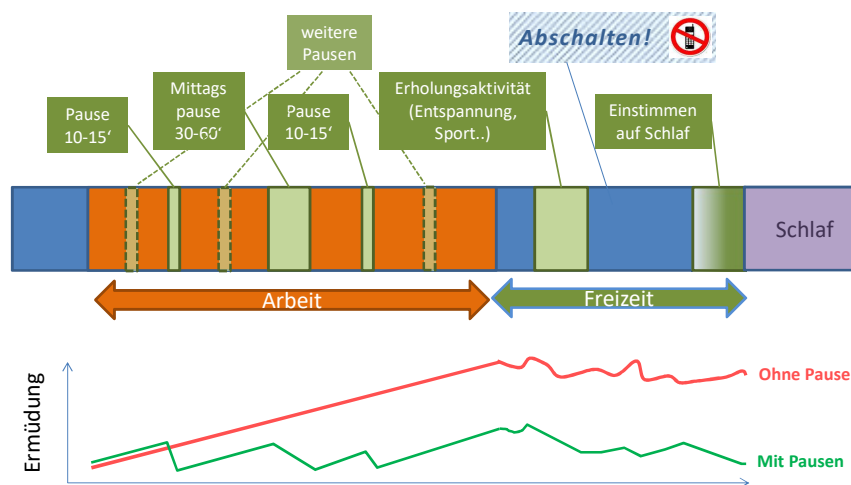 weitere
Pausen
Abschalten!
Mittags
pause
30-60‘
Erholungsaktivität
(Entspannung,
Sport..)
Pause
10-15‘
Pause
10-15‘
Einstimmen
auf Schlaf
Schlaf
Arbeit
Freizeit
Ermüdung
Ohne Pause
Mit Pausen